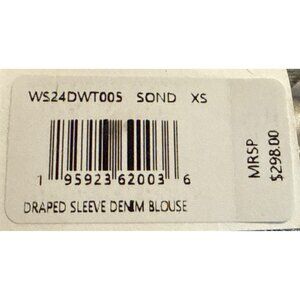 WS24DWT005 SOND XS
1 95923 62003 6
DRAPED SLEEVE DENIM BLOUSE
MRSP
$298.00